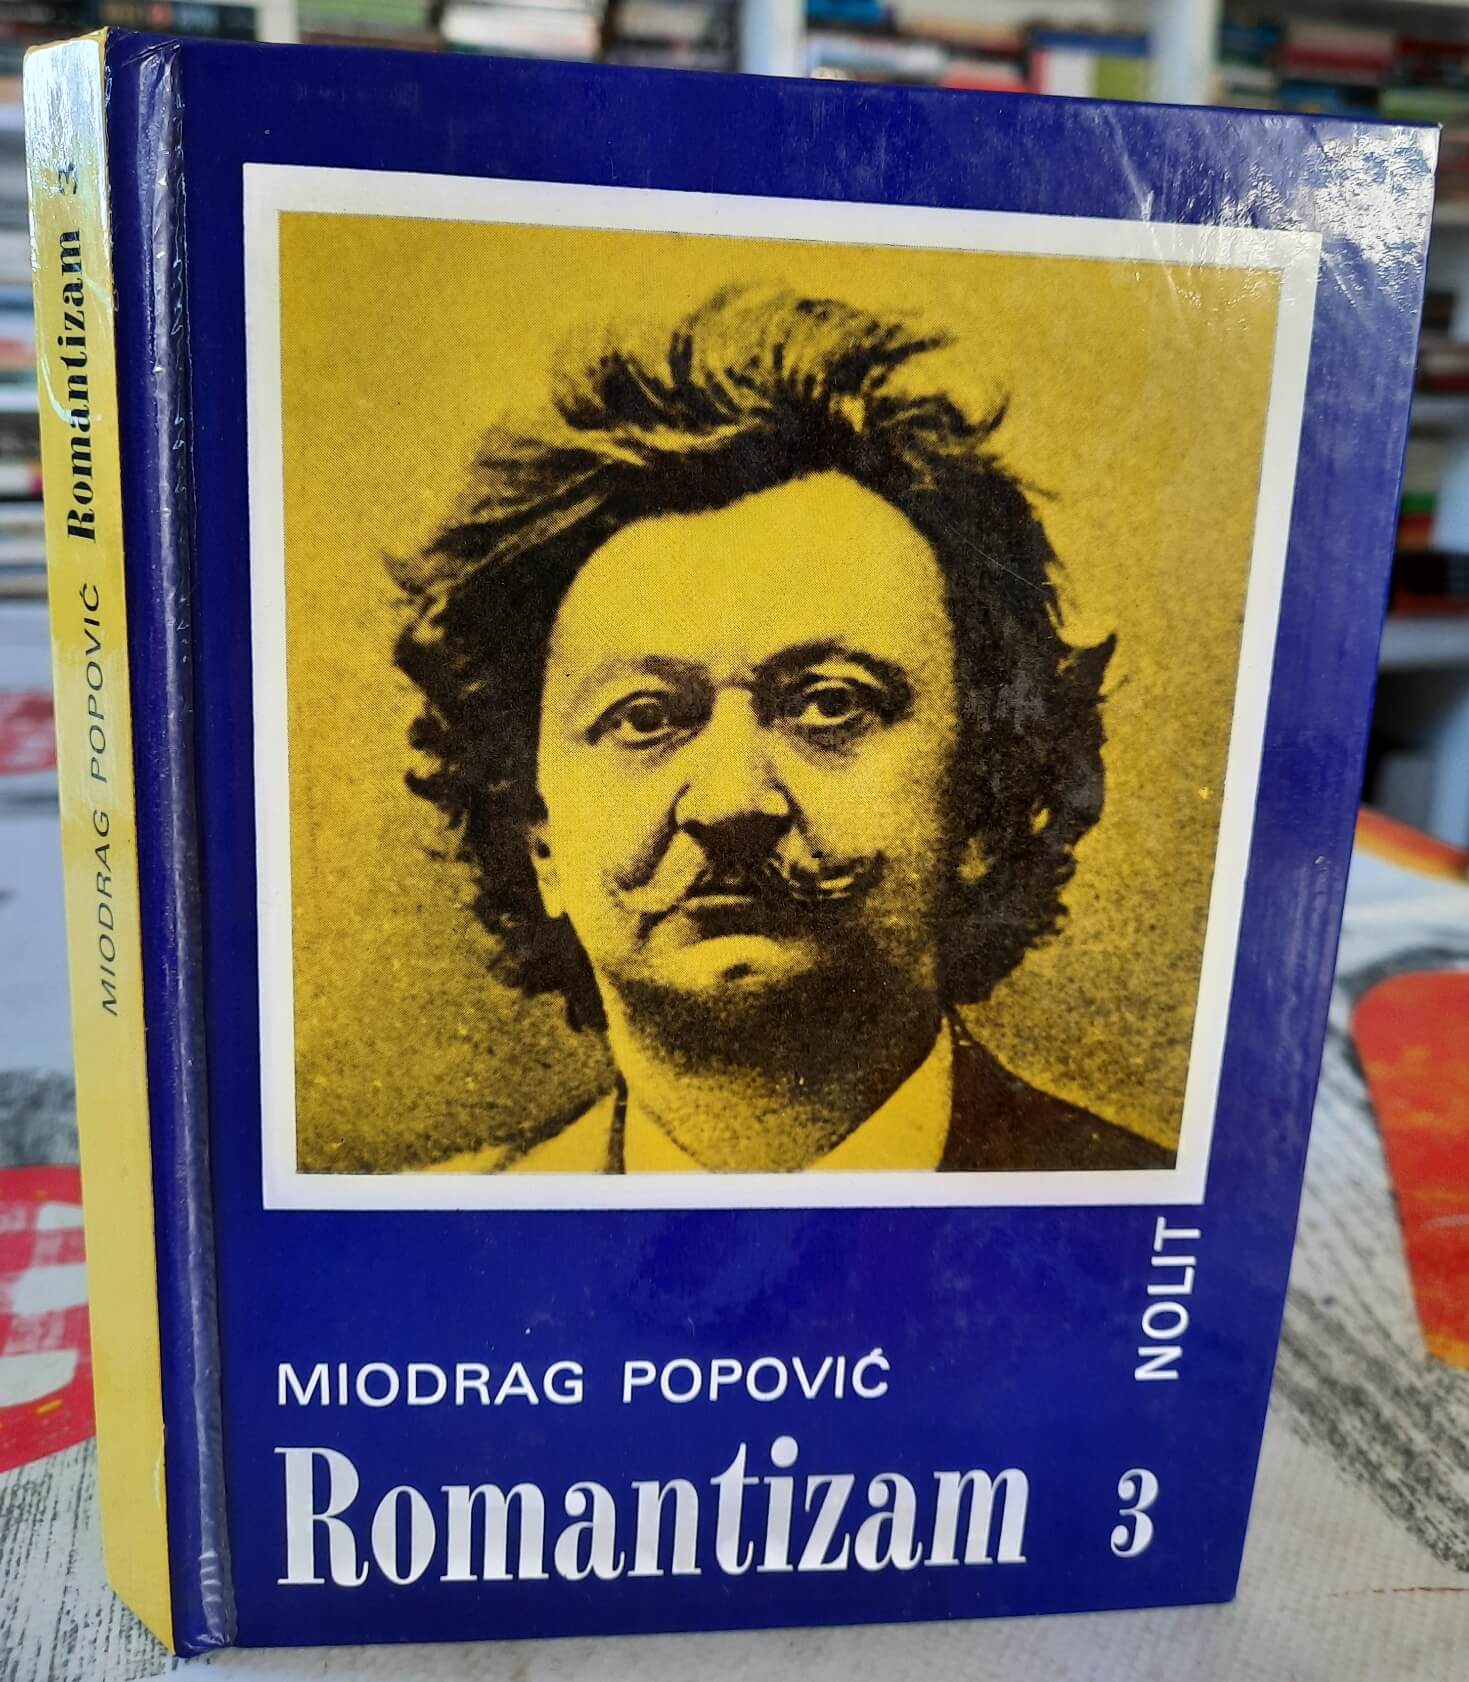 MIODRAG POPOVIĆ Romantizam 3
NOLIT
MIODRAG POPOVIĆ
Romantizam 3